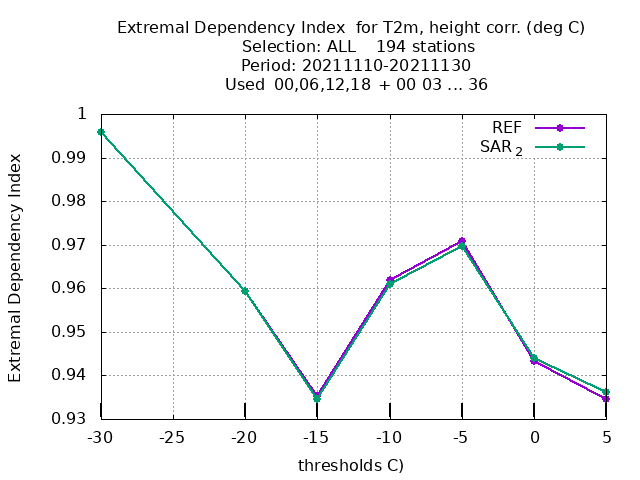 Extremal Dependency Index  for T2m, height corr. (deg C)
Selection: ALL    194 stations
Period: 20211110-20211130
Used  00,06,12,18  + 00 03 ... 36
REF
SAR 2
1
0.99
0.98
0.97
0.96
0.95
0.94
0.93
Extremal Dependency Index
-30 -25 -20 -15 -10 -5 0 5
thresholds C)